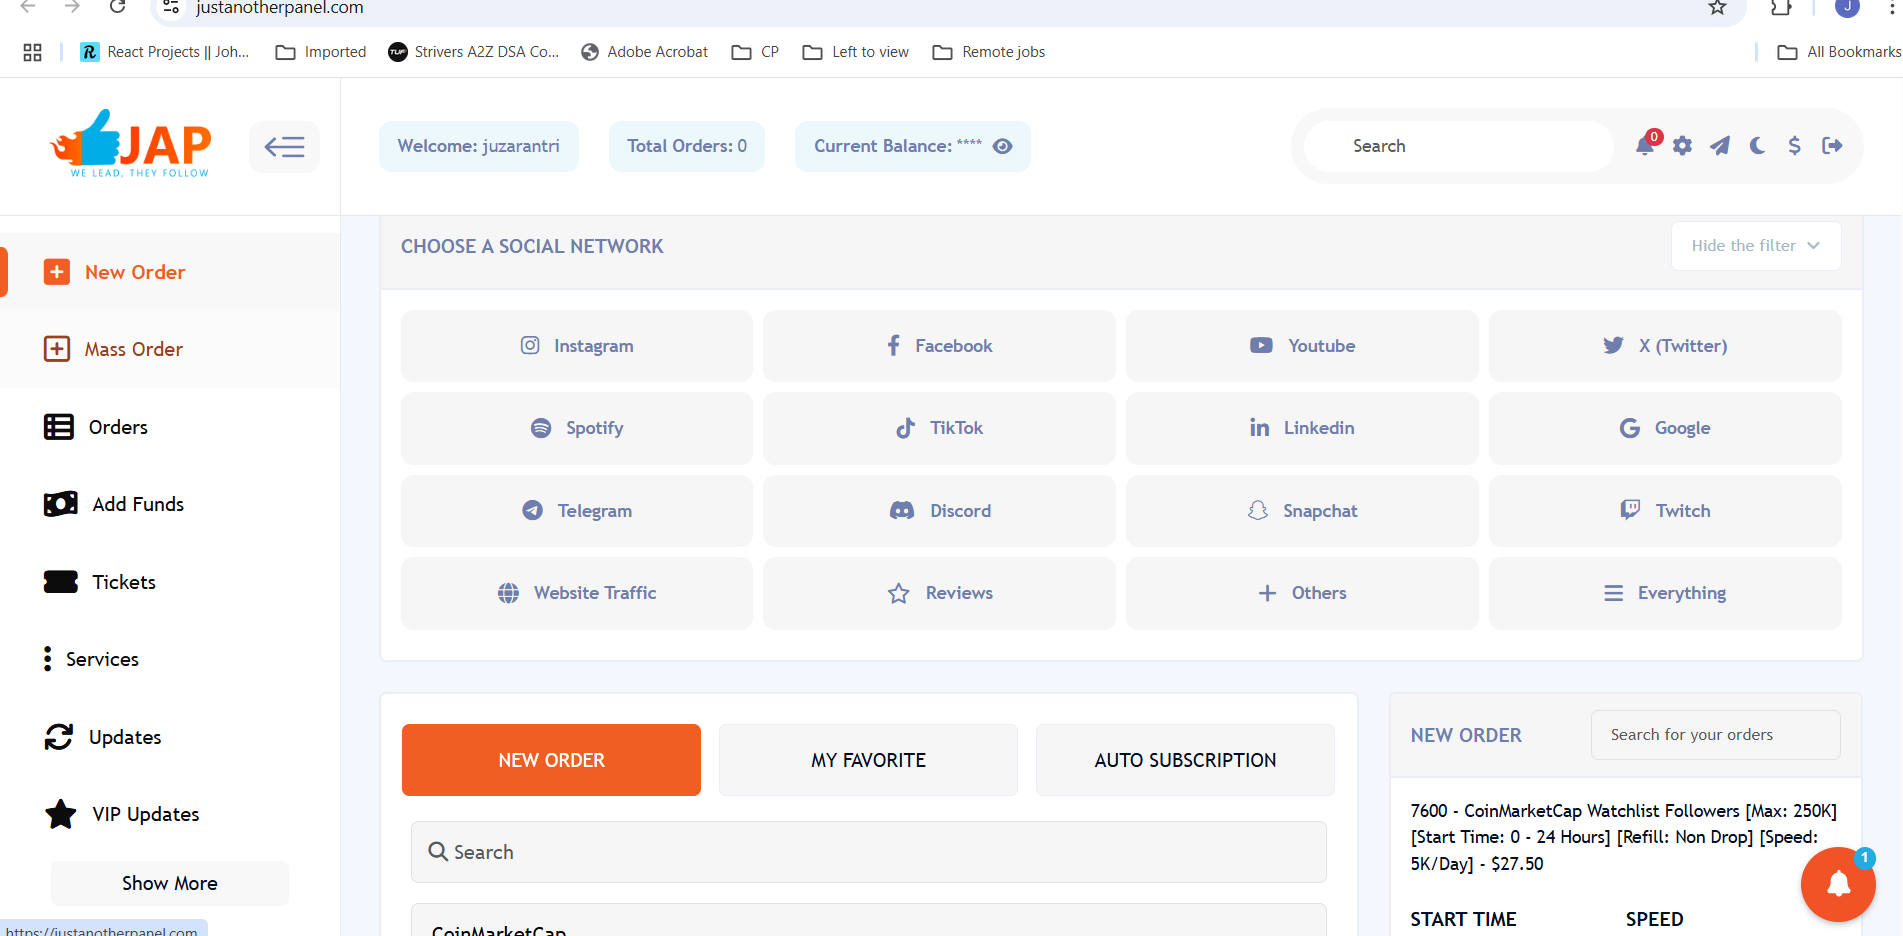 justanotherpanel.com
J
React Projects || Joh...
Imported
TUF
Strivers A2Z DSA Co...
Adobe Acrobat
CP
Left to view
Remote jobs
All Bookmarks
JAP
WE LEAD, THEY FOLLOW
Welcome: juzarantri
Total Orders: 0
Current Balance: ****
Search
0
New Order
Mass Order
Orders
Add Funds
Tickets
Services
Updates
VIP Updates
Show More
https://justanotherpanel.com
CHOOSE A SOCIAL NETWORK
Hide the filter
Instagram
Facebook
Youtube
X (Twitter)
Spotify
TikTok
Linkedin
Google
Telegram
Discord
Snapchat
Twitch
Website Traffic
Reviews
Others
Everything
NEW ORDER
MY FAVORITE
AUTO SUBSCRIPTION
Search
CoinMarketCap
NEW ORDER
Search for your orders
7600 - CoinMarketCap Watchlist Followers [Max: 250K]
[Start Time: 0 - 24 Hours] [Refill: Non Drop] [Speed:
5K/Day] - $27.50
1
START TIME
SPEED